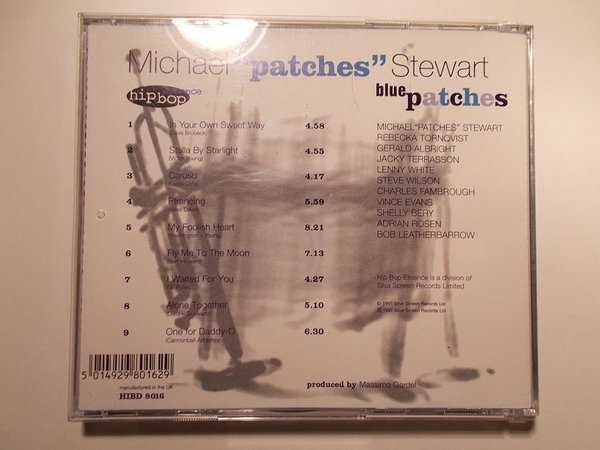 Michael "patches" Stewart
blue patches
hipbop
1 In Your Own Sweet Way 4.58
(Dave Brubeck)
2 Stella By Starlight 4.55
(Victor Young)
3 Caruso 4.17
(Lucio Dalla)
4 Prancing 5.59
(Miles Davis)
5 My Foolish Heart 8.21
(Washington - Young)
6 Fly Me To The Moon 7.13
(Bart Howard)
7 I Waited For You 4.27
8 Alone Together 5.10
9 One for Daddy-O 6.30
(Cannonball Adderley)
MICHAEL "PATCHES" STEWART
REBECKA TORNQVIST
GERALD ALBRIGHT
JACKY TERRASSON
LENNY WHITE
STEVE WILSON
CHARLES FAMBROUGH
VINCE EVANS
SHELLY BERY
ADRIAN ROSEN
BOB LEATHERBARROW
Hip Bop Essence is a division of
Silva Screen Records Limited
℗ 1997 Silva Screen Records Ltd
© 1997 Silva Screen Records Ltd
5 014929 801629
manufactured in the UK
HIBD 8016
produced by Massimo Gardel